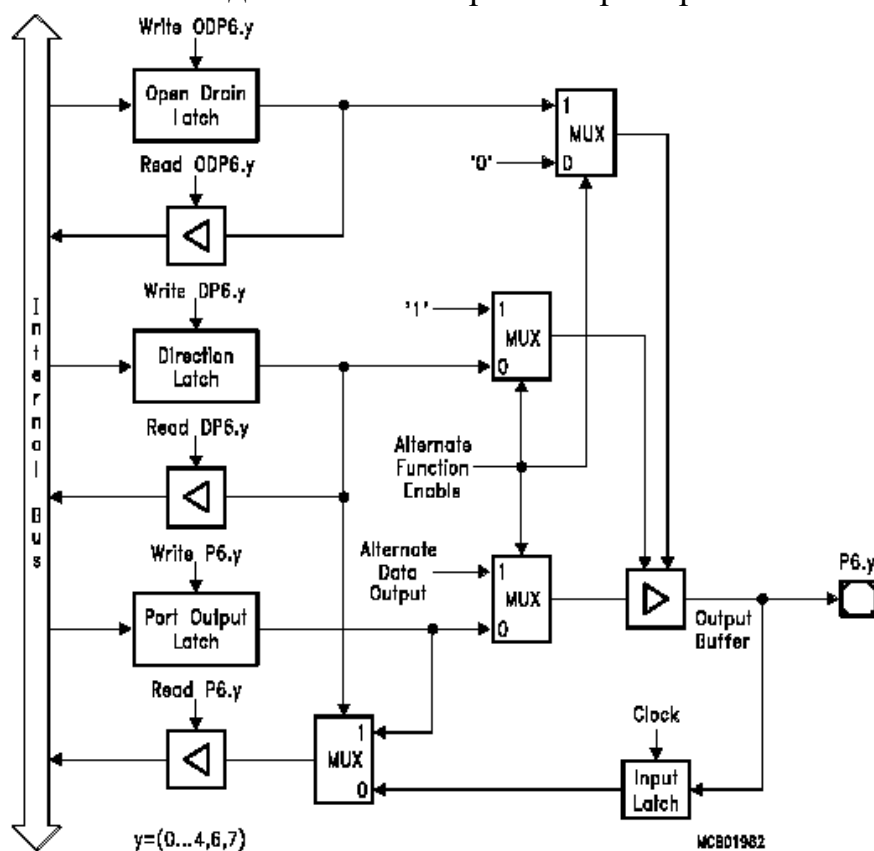 Write ODP6.y
Open Drain
Latch
1
MUX
'0'
0
Read ODP6.y
Write DP6.y
'1'
1
MUX
0
Direction
Latch
Internal Bus
Read DP6.y
Alternate
Function
Enable
Write P6.y
Alternate
Data
Output
1
MUX
0
P6.y
Port Output
Latch
Output
Buffer
Read P6.y
1
MUX
0
Clock
Input
Latch
y=(0...4,6,7)
MCB01982